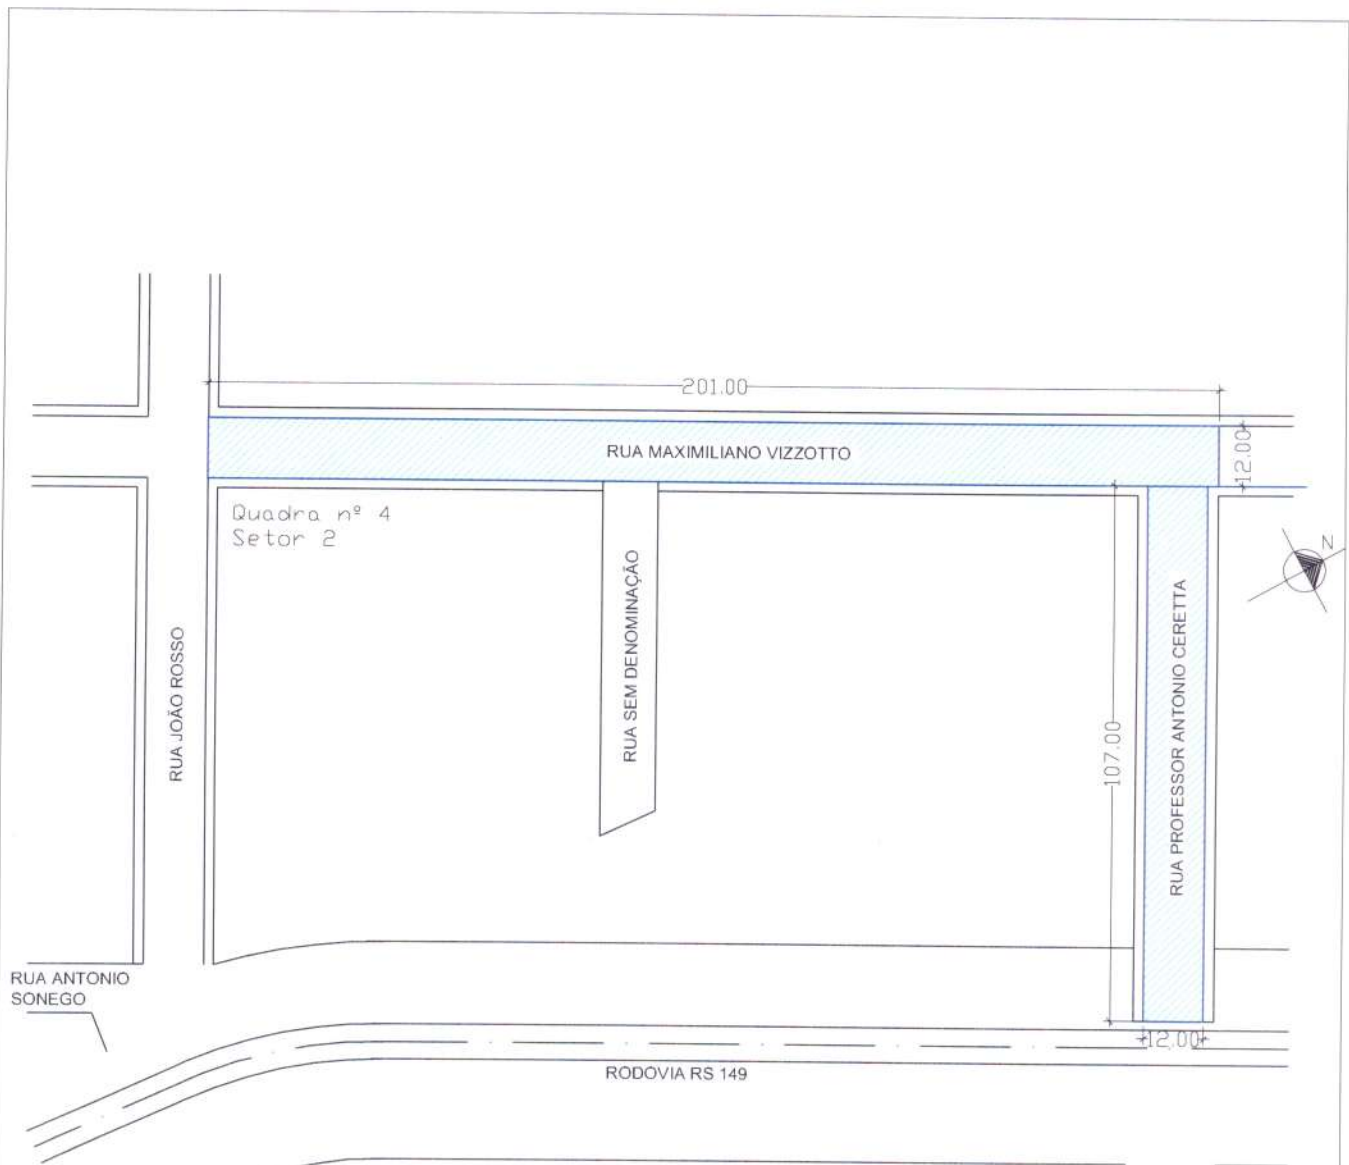 201.00
RUA MAXIMILIANO VIZZOTTO
12.00
Quadra nº 4
Setor 2
N
RUA SEM DENOMINAÇÃO
RUA JOÃO ROSSO
RUA PROFESSOR ANTONIO CERETTA
107.00
RUA ANTONIO
SONEGO
12.00
RODOVIA RS 149